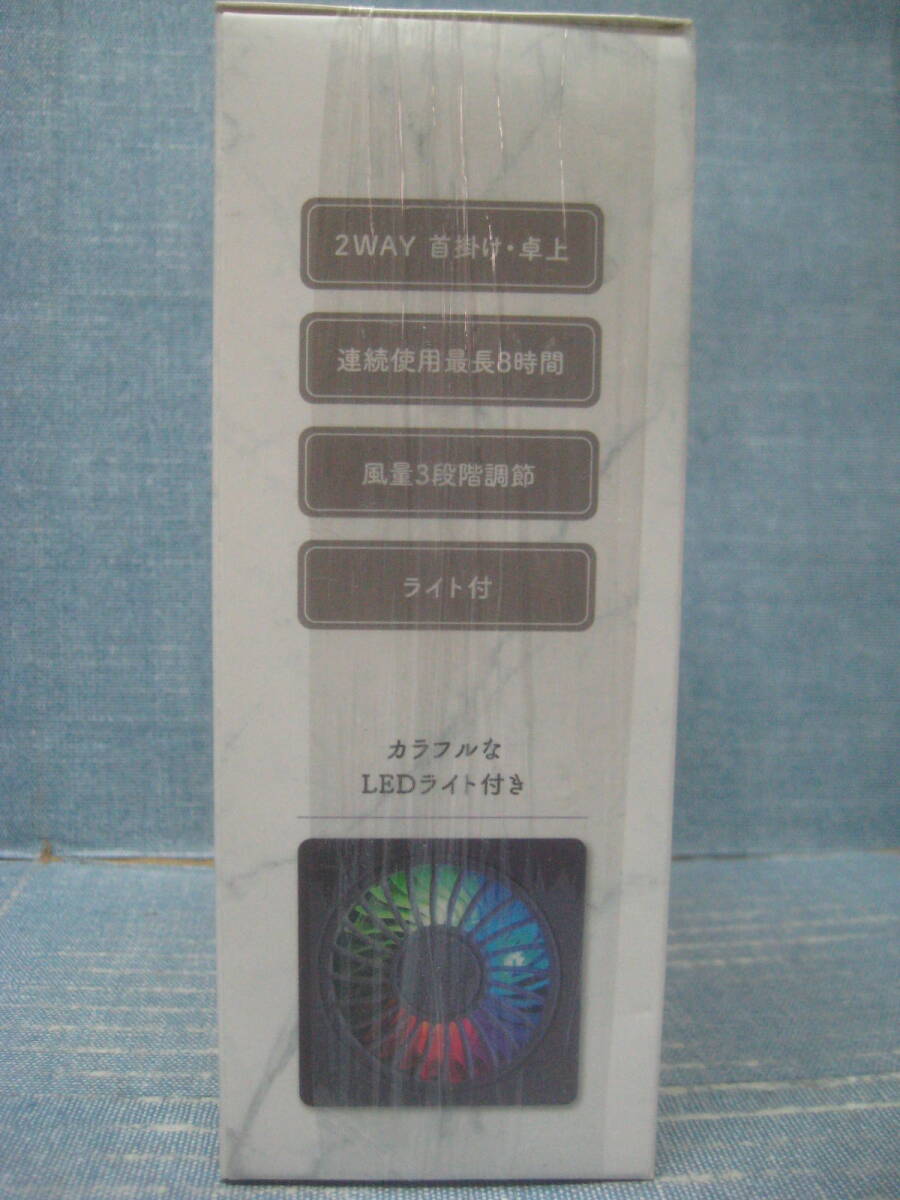 2WAY 首掛け・卓上
連続使用最長8時間
風量3段階調節
ライト付
カラフルな
LEDライト付き